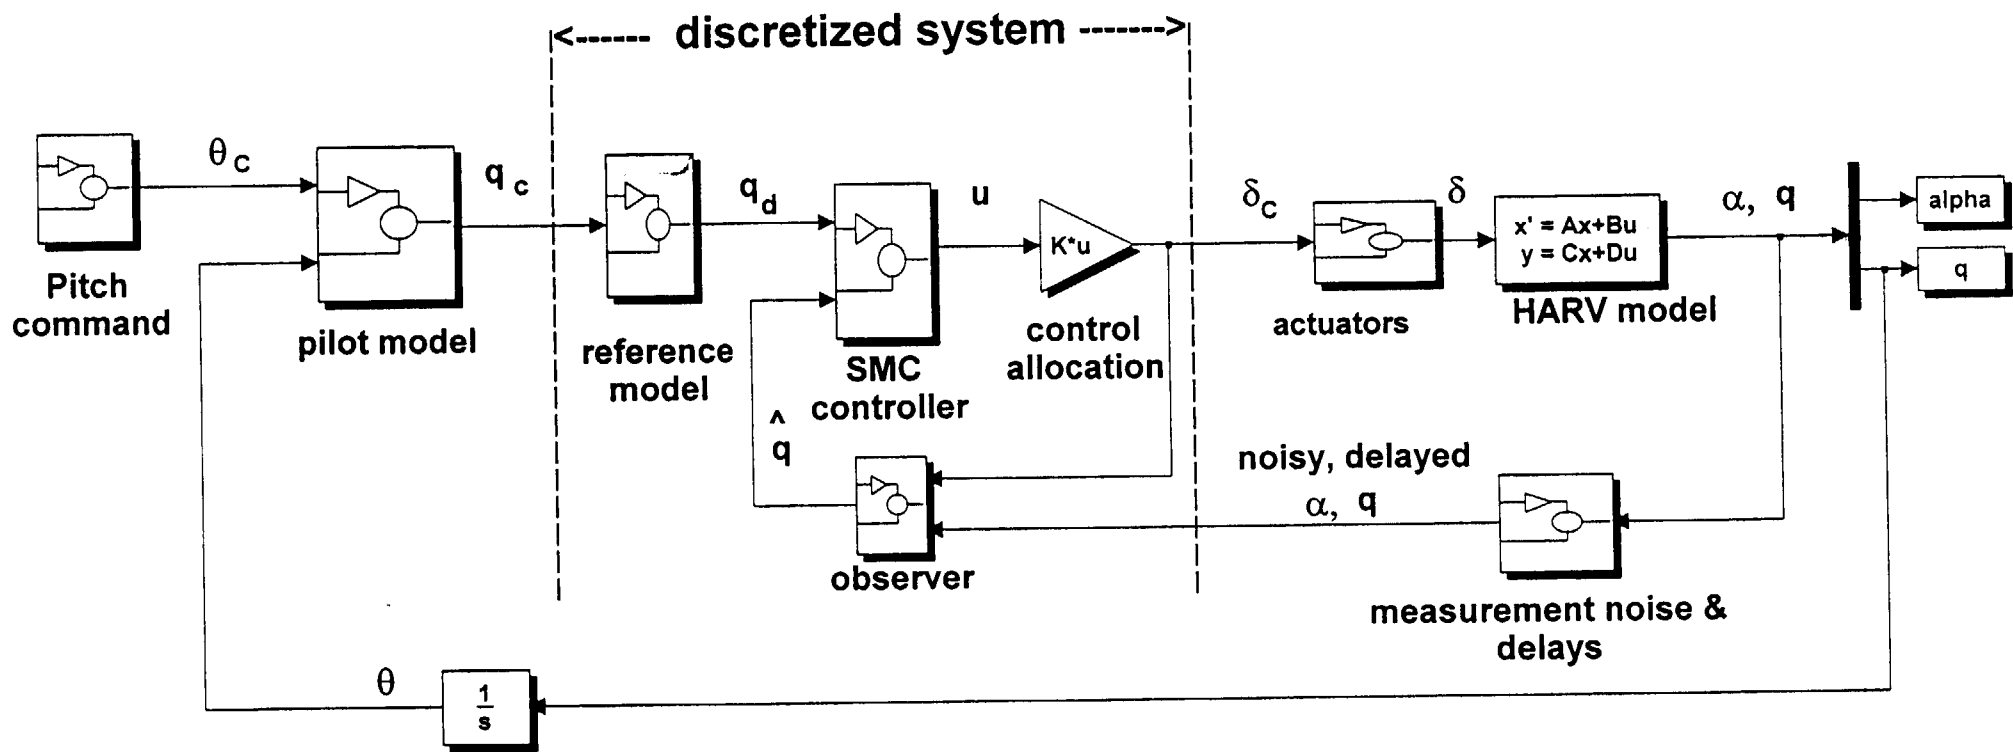 <------ discretized system ------->
θ C
q c
q d
u
δ C
δ
α, q
K*u
x' = Ax+Bu
y = Cx+Du
alpha
q
Pitch
command
pilot model
reference
model
SMC
controller
control
allocation
actuators
HARV model
^
q
observer
noisy, delayed
α, q
measurement noise &
delays
θ
1
s